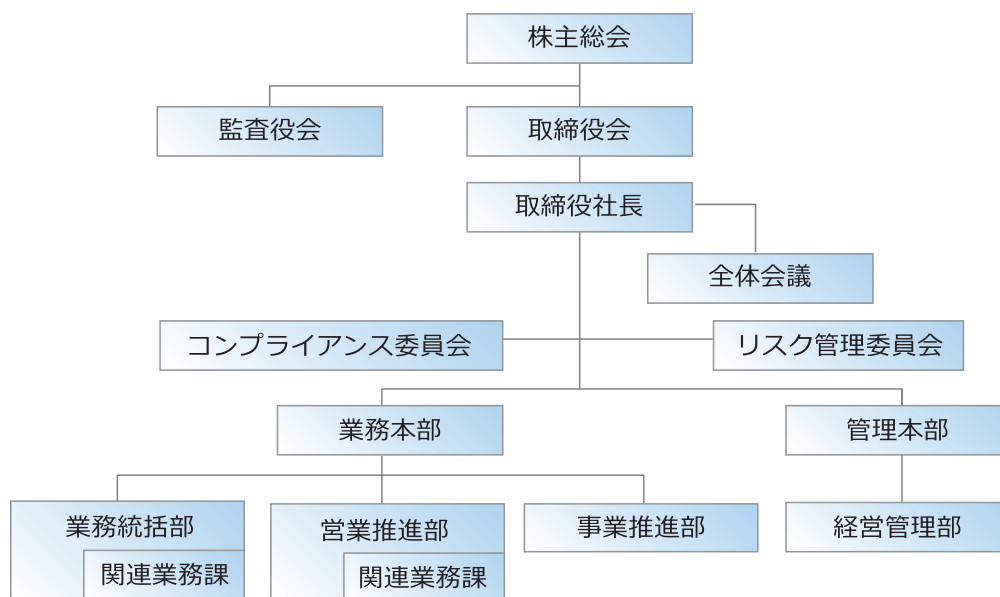 株主総会
監査役会
取締役会
取締役社長
全体会議
コンプライアンス委員会
リスク管理委員会
業務本部
管理本部
業務統括部
関連業務課
営業推進部
関連業務課
事業推進部
経営管理部